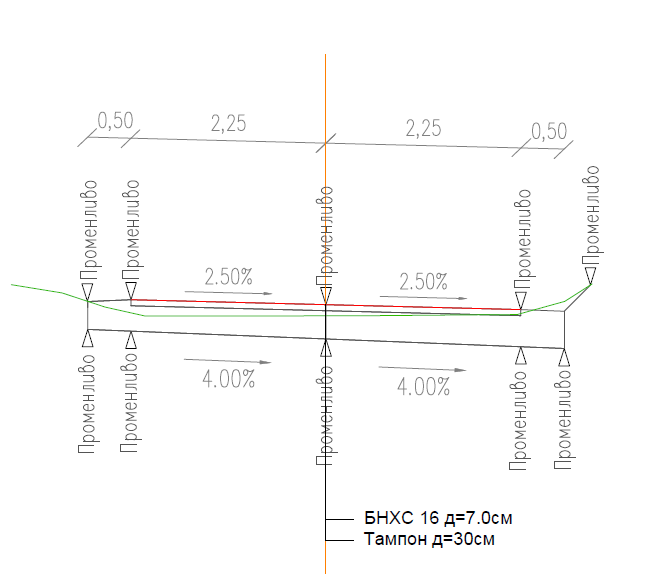 0,50
2,25
2,25
0,50
Променливо
Променливо
Променливо
Променливо
Променливо
2.50%
2.50%
4.00%
4.00%
Променливо
Променливо
Променливо
Променливо
Променливо
БНХС 16 д=7.0см
Тампон д=30см